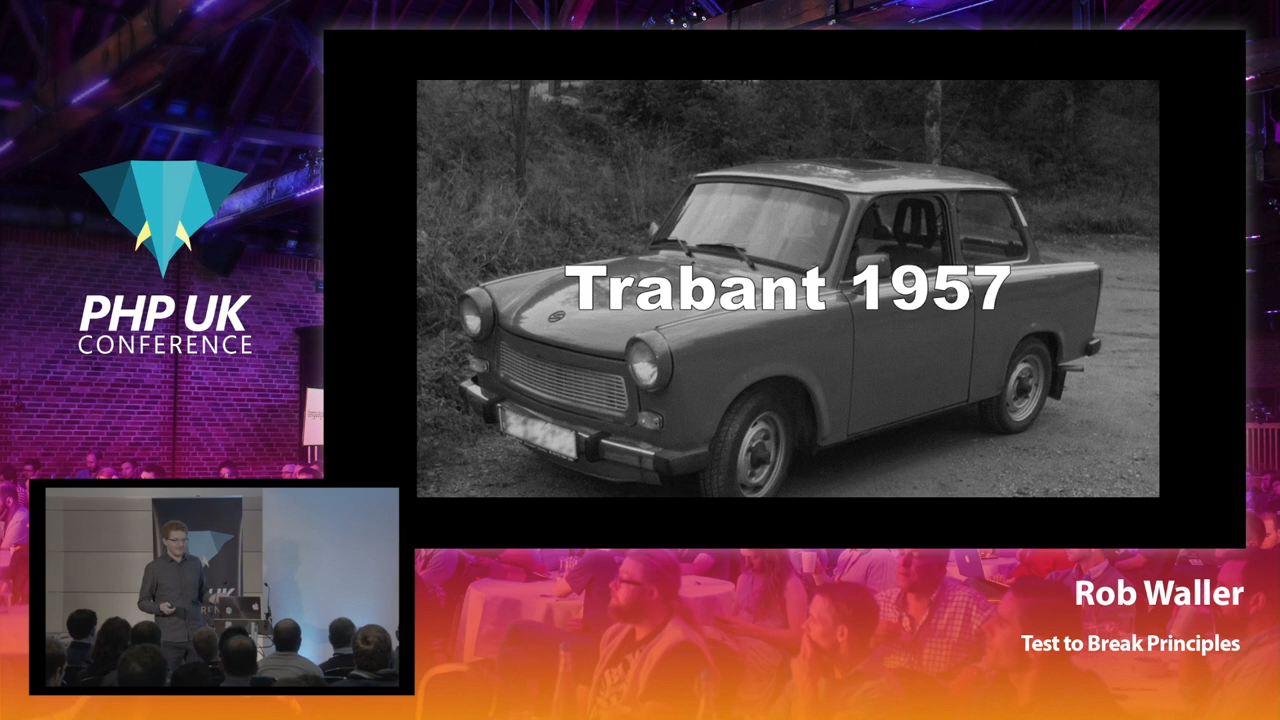 PHP UK
CONFERENCE
Trabant 1957
Rob Waller
Test to Break Principles